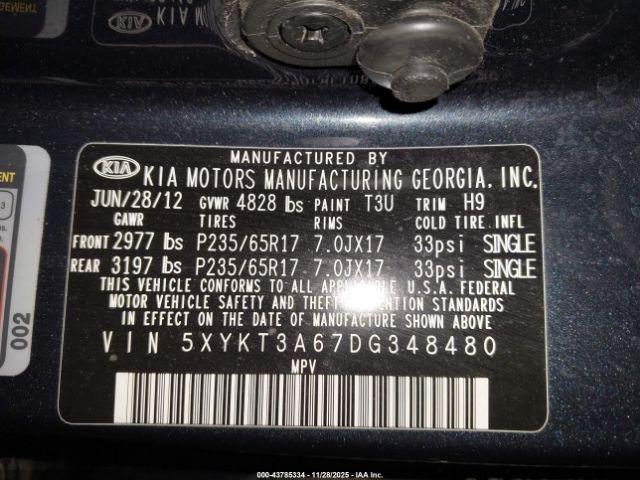 KIA M
MANUFACTURED BY
KIA KIA MOTORS MANUFACTURING GEORGIA, INC.
JUN/28/12 GVWR 4828 lbs PAINT T3U TRIM H9
GAWR TIRES RIMS COLD TIRE INFL
FRONT 2977 lbs P235/65R17 7.0JX17 33psi SINGLE
REAR 3197 lbs P235/65R17 7.0JX17 33psi SINGLE
THIS VEHICLE CONFORMS TO ALL APPLICABLE U.S.A FEDERAL
MOTOR VEHICLE SAFETY AND THEFT PREVENTION STANDARDS
IN EFFECT ON THE DATE OF MANUFACTURE SHOWN ABOVE
VIN 5XYKT3A67DG348480
MPV
002
000-43785334 - 11/28/2025 - IAA Inc.